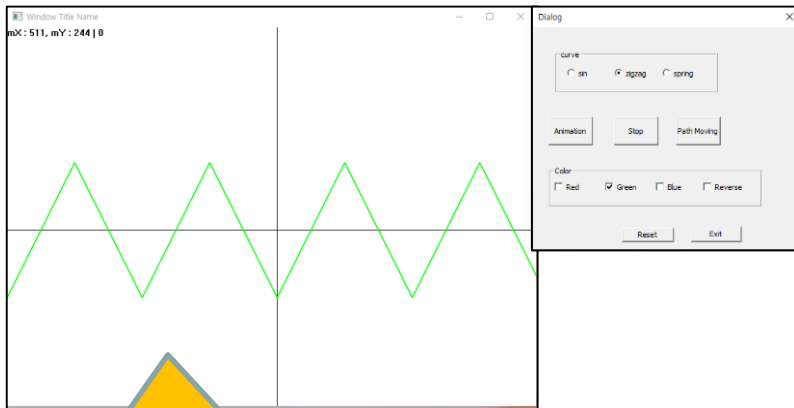 Window Title Name
mX : 511, mY : 244 | 0
Dialog
curve
sin zigzag spring
Animation Stop Path Moving
Color
Red Green Blue Reverse
Reset Exit